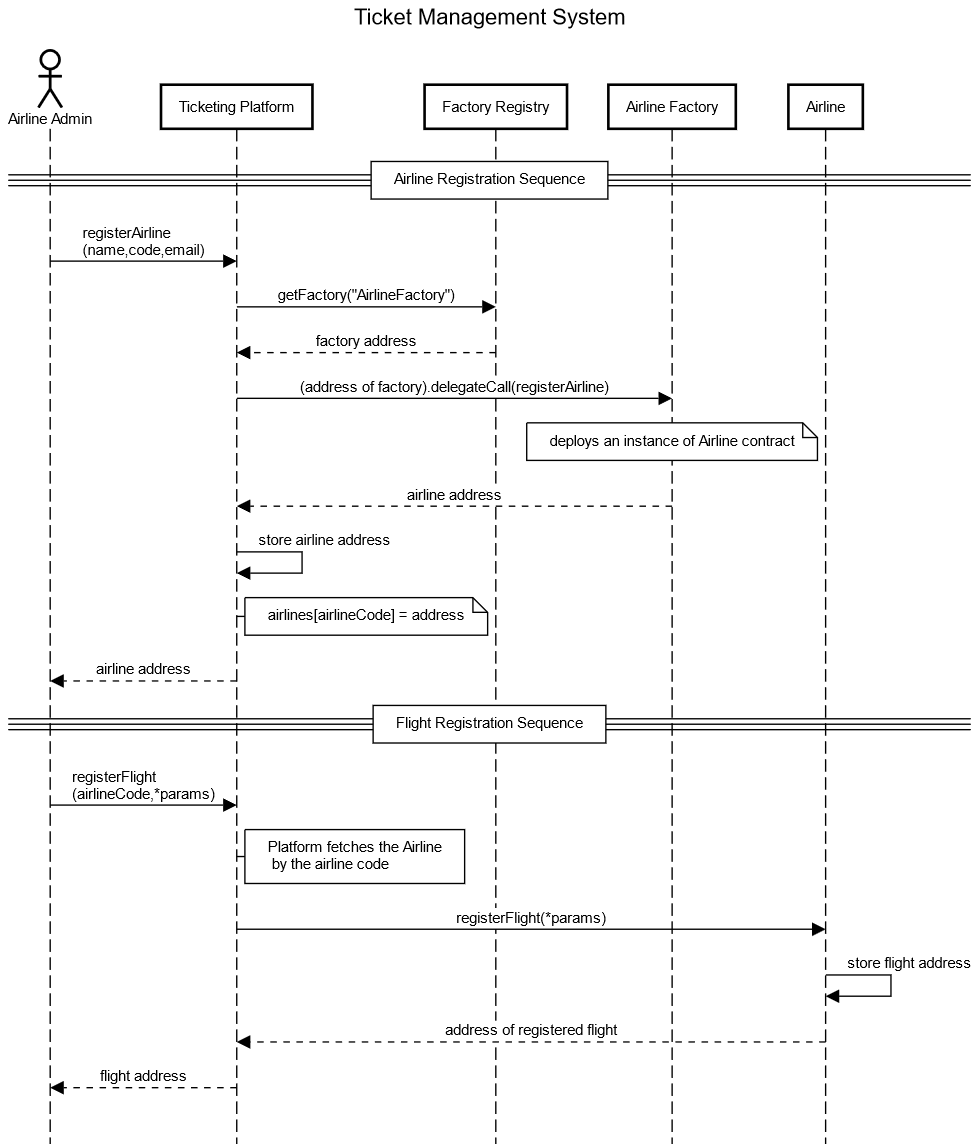 Ticket Management System
Airline Admin
Ticketing Platform
Factory Registry
Airline Factory
Airline
Airline Registration Sequence
registerAirline
(name,code,email)
getFactory("AirlineFactory")
factory address
(address of factory).delegateCall(registerAirline)
deploys an instance of Airline contract
airline address
store airline address
airlines[airlineCode] = address
airline address
Flight Registration Sequence
registerFlight
(airlineCode,*params)
Platform fetches the Airline
by the airline code
registerFlight(*params)
store flight address
address of registered flight
flight address